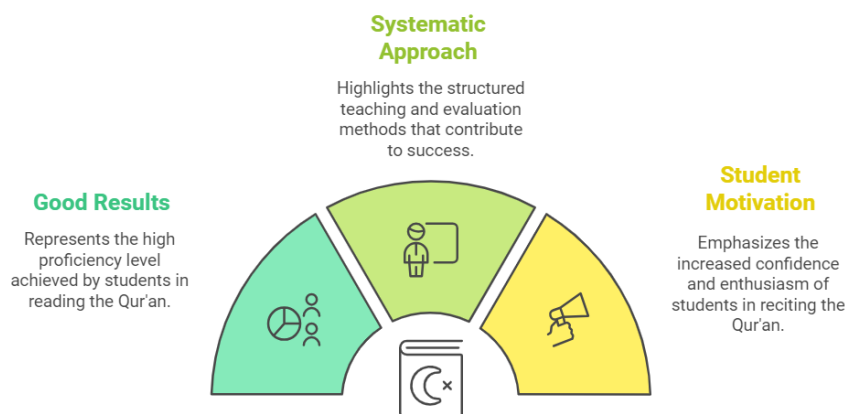 Systematic
Approach
Highlights the structured
teaching and evaluation
methods that contribute
to success.
Good Results
Represents the high
proficiency level
achieved by students in
reading the Qur'an.
Student
Motivation
Emphasizes the
increased confidence
and enthusiasm of
students in reciting the
Qur'an.